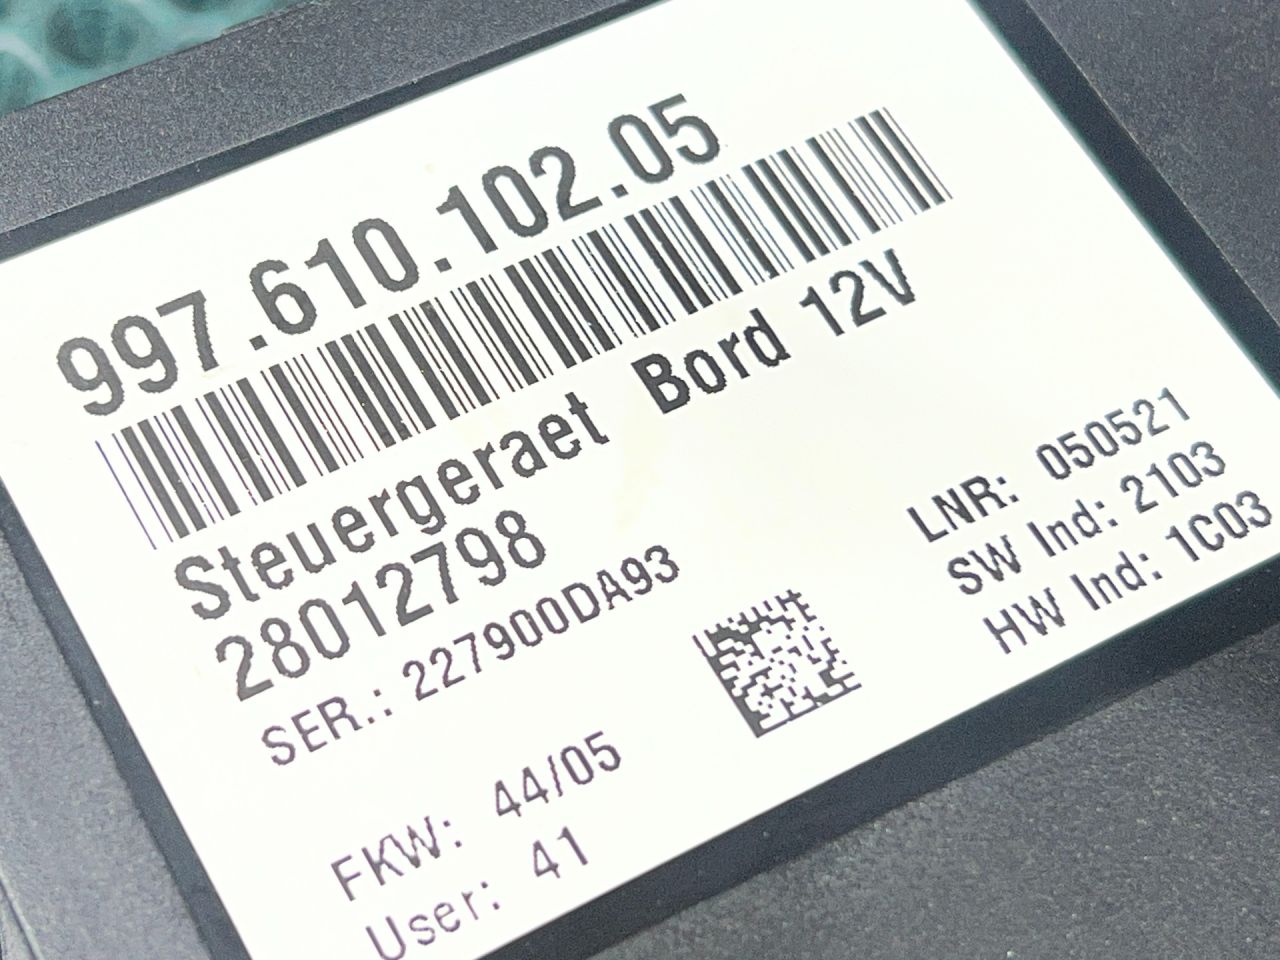 997.610.102.05
Steuergeraet Bord 12V
28012798
SER.: 227900DA93
LNR: 050521
SW Ind: 2103
HW Ind: 1C03
FKW: 44/05
User: 41